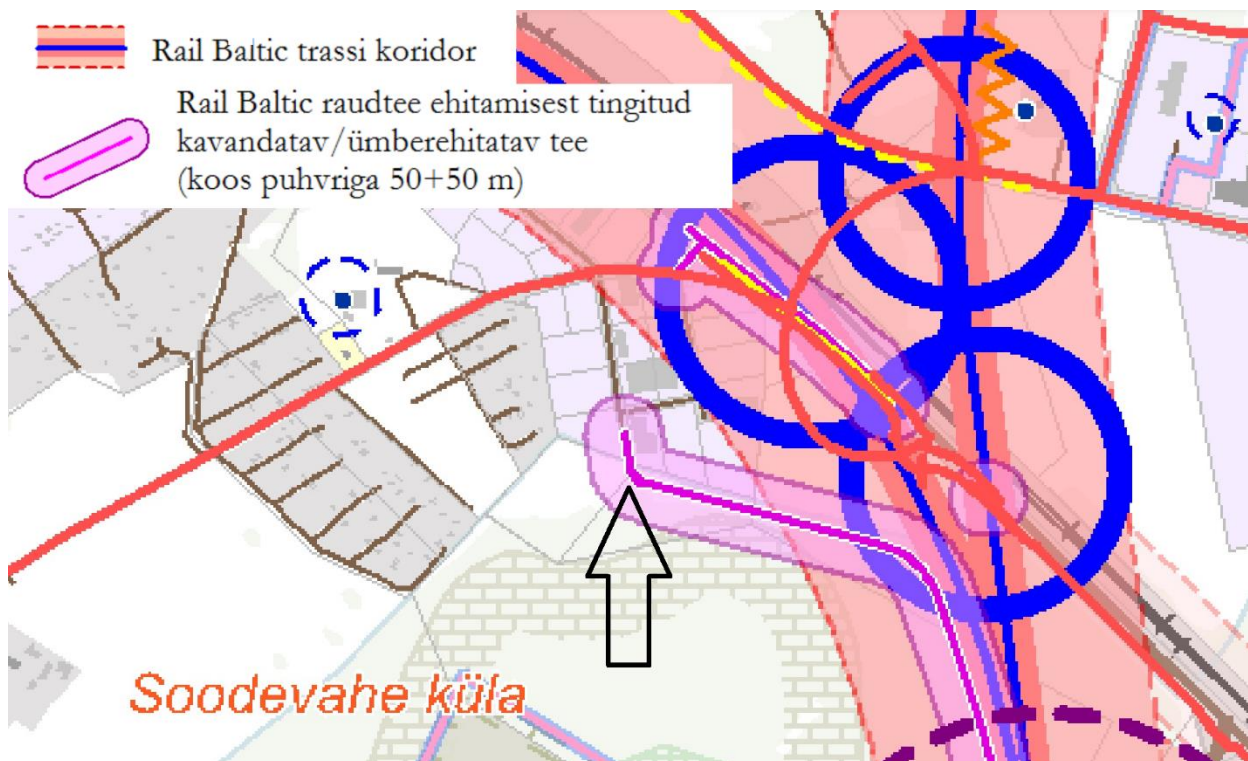 Rail Baltic trassi koridor
Rail Baltic raudtee ehitamisest tingitud
kavandatav/ümberehitatav tee
(koos puhvriga 50+50 m)
Soodevahe küla